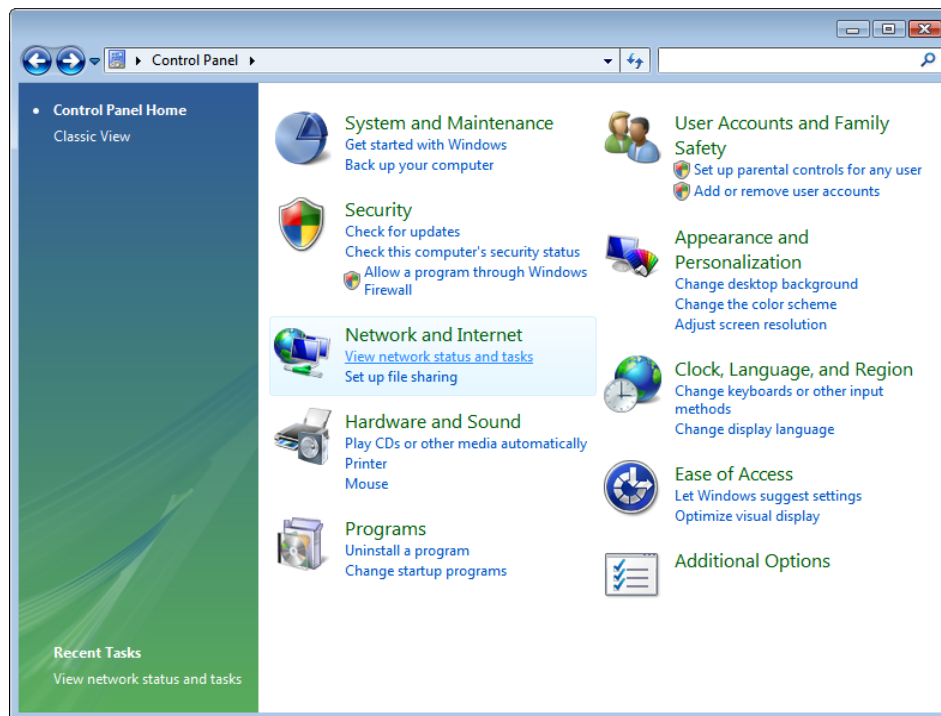 Control Panel
Control Panel Home
Classic View
System and Maintenance
Get started with Windows
Back up your computer
Security
Check for updates
Check this computer's security status
Allow a program through Windows
Firewall
Network and Internet
View network status and tasks
Set up file sharing
Hardware and Sound
Play CDs or other media automatically
Printer
Mouse
Programs
Uninstall a program
Change startup programs
User Accounts and Family
Safety
Set up parental controls for any user
Add or remove user accounts
Appearance and
Personalization
Change desktop background
Change the color scheme
Adjust screen resolution
Clock, Language, and Region
Change keyboards or other input
methods
Change display language
Ease of Access
Let Windows suggest settings
Optimize visual display
Additional Options
Recent Tasks
View network status and tasks